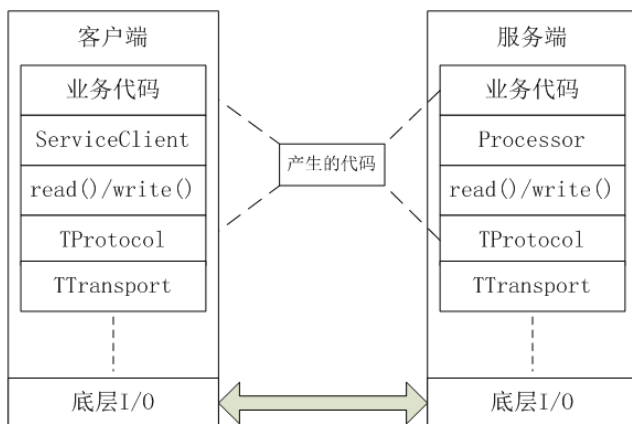 客户端
业务代码
ServiceClient
read()/write()
TProtocol
TTransport
底层I/O
产生的代码
服务端
业务代码
Processor
read()/write()
TProtocol
TTransport
底层I/O